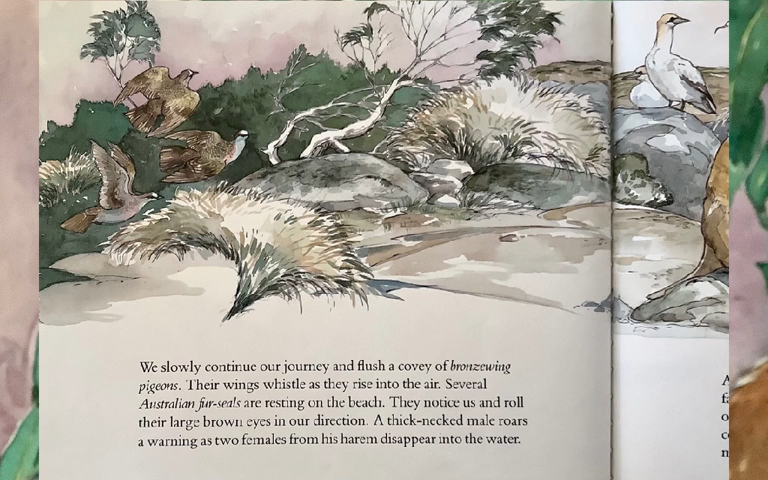 We slowly continue our journey and flush a covey of bronzewing
pigeons. Their wings whistle as they rise into the air. Several
Australian fur-seals are resting on the beach. They notice us and roll
their large brown eyes in our direction. A thick-necked male roars
a warning as two females from his harem disappear into the water.